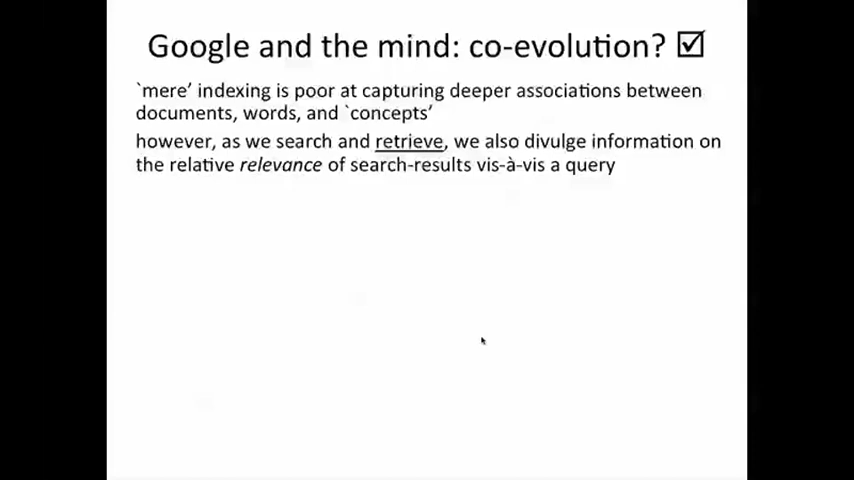 Google and the mind: co-evolution? ☑
`mere’ indexing is poor at capturing deeper associations between
documents, words, and `concepts’
however, as we search and retrieve, we also divulge information on
the relative relevance of search-results vis-à-vis a query